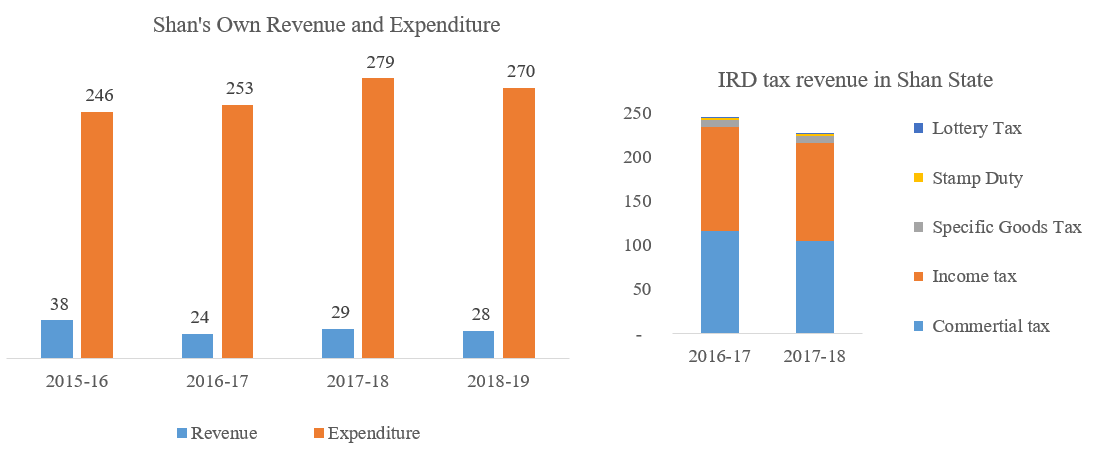 Shan's Own Revenue and Expenditure
246
253
279
270
38
24
29
28
2015-16
2016-17
2017-18
2018-19
Revenue
Expenditure
IRD tax revenue in Shan State
250
200
150
100
50
-
2016-17
2017-18
Lottery Tax
Stamp Duty
Specific Goods Tax
Income tax
Commertial tax